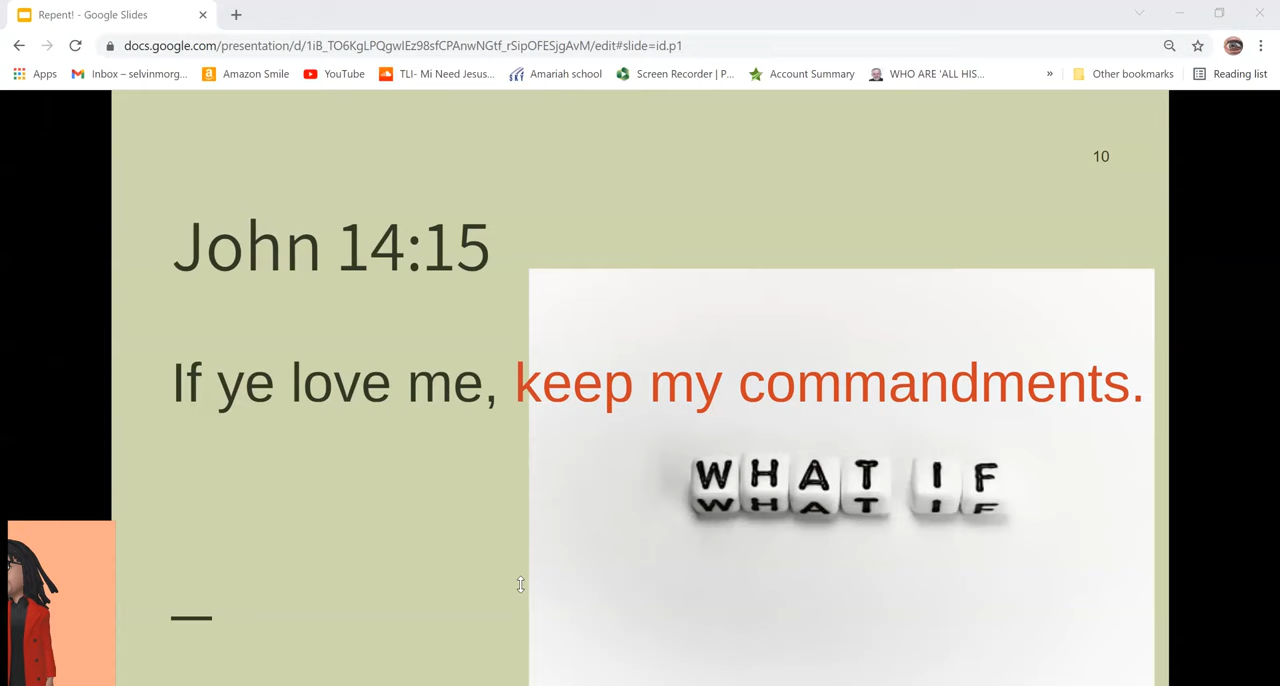 Repent! - Google Slides
docs.google.com/presentation/d/1iB_TO6KgLPQgwIEz98sfCPAnwNGtf_rSipOFESjgAvM/edit#slide=id.p1
Apps Inbox – selvinmorg... Amazon Smile YouTube TLI- Mi Need Jesus... Amariah school Screen Recorder | P... Account Summary WHO ARE 'ALL HIS... » Other bookmarks Reading list
10
John 14:15
If ye love me, keep my commandments.
WHAT IF